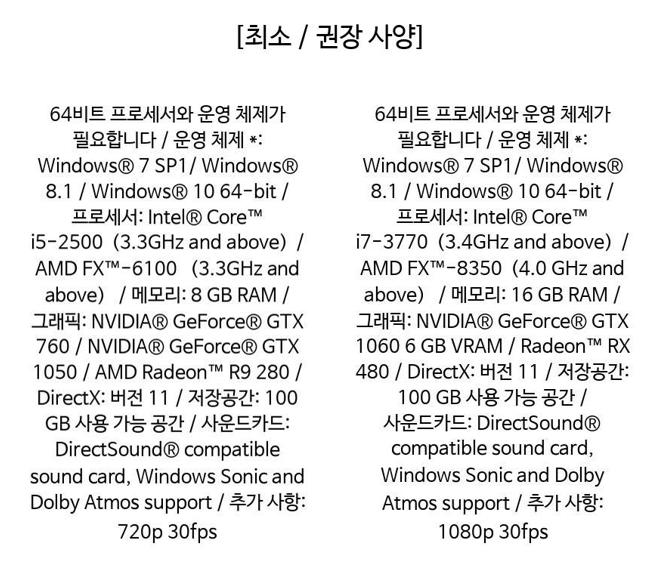 [최소 / 권장 사양]
64비트 프로세서와 운영 체제가
필요합니다 / 운영 체제 *:
Windows® 7 SP1/ Windows®
8.1 / Windows® 10 64-bit /
프로세서: Intel® Core™
i5-2500 (3.3GHz and above) /
AMD FX™-6100 (3.3GHz and
above) / 메모리: 8 GB RAM /
그래픽: NVIDIA® GeForce® GTX
760 / NVIDIA® GeForce® GTX
1050 / AMD Radeon™ R9 280 /
DirectX: 버전 11 / 저장공간: 100
GB 사용 가능 공간 / 사운드카드:
DirectSound® compatible
sound card, Windows Sonic and
Dolby Atmos support / 추가 사항:
720p 30fps
64비트 프로세서와 운영 체제가
필요합니다 / 운영 체제 *:
Windows® 7 SP1/ Windows®
8.1 / Windows® 10 64-bit /
프로세서: Intel® Core™
i7-3770 (3.4GHz and above) /
AMD FX™-8350 (4.0 GHz and
above) / 메모리: 16 GB RAM /
그래픽: NVIDIA® GeForce® GTX
1060 6 GB VRAM / Radeon™ RX
480 / DirectX: 버전 11 / 저장공간:
100 GB 사용 가능 공간 /
사운드카드: DirectSound®
compatible sound card,
Windows Sonic and Dolby
Atmos support / 추가 사항:
1080p 30fps